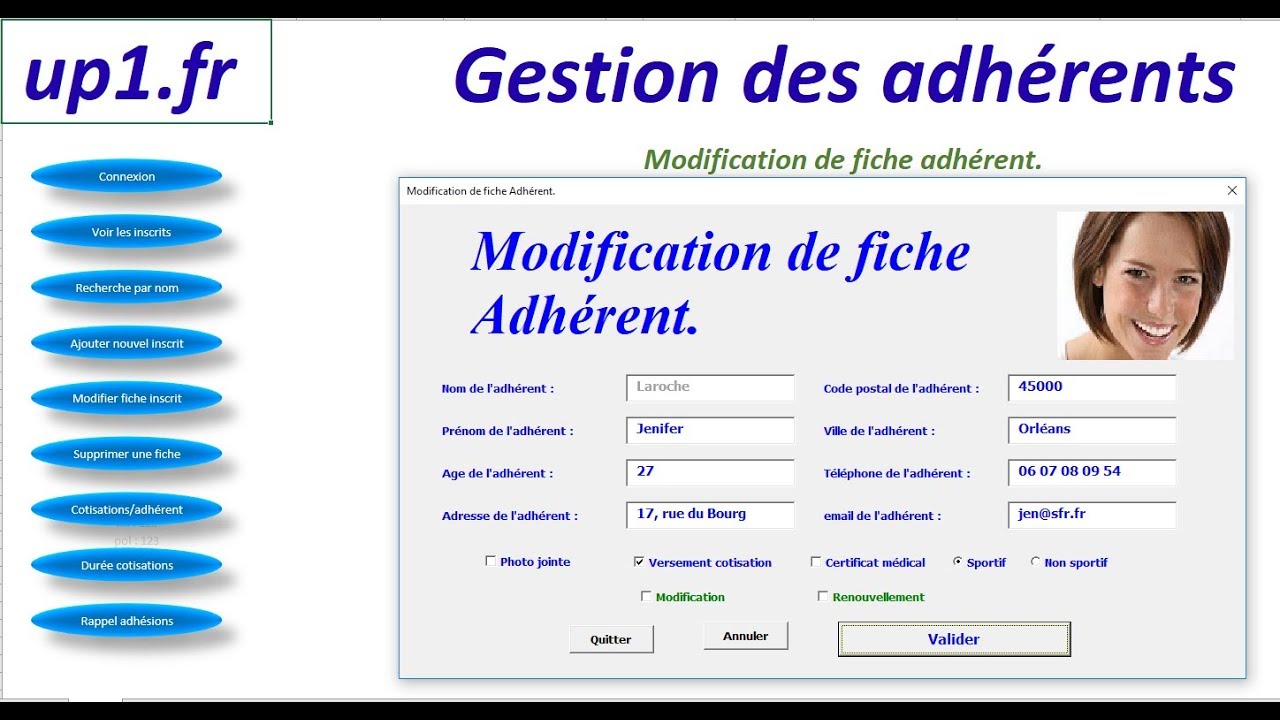 up1.fr
Gestion des adhérents
Modification de fiche adhérent.
Connexion
Voir les inscrits
Recherche par nom
Ajouter nouvel inscrit
Modifier fiche inscrit
Supprimer une fiche
Cotisations/adhérent
pol : 123
Durée cotisations
Rappel adhésions
Modification de fiche Adhérent.
Modification de fiche
Adhérent.
Nom de l'adhérent : Laroche Code postal de l'adhérent : 45000
Prénom de l'adhérent : Jenifer Ville de l'adhérent : Orléans
Age de l'adhérent : 27 Téléphone de l'adhérent : 06 07 08 09 54
Adresse de l'adhérent : 17, rue du Bourg email de l'adhérent : jen@sfr.fr
Photo jointe Versement cotisation Certificat médical Sportif Non sportif
Modification Renouvellement
Quitter Annuler Valider